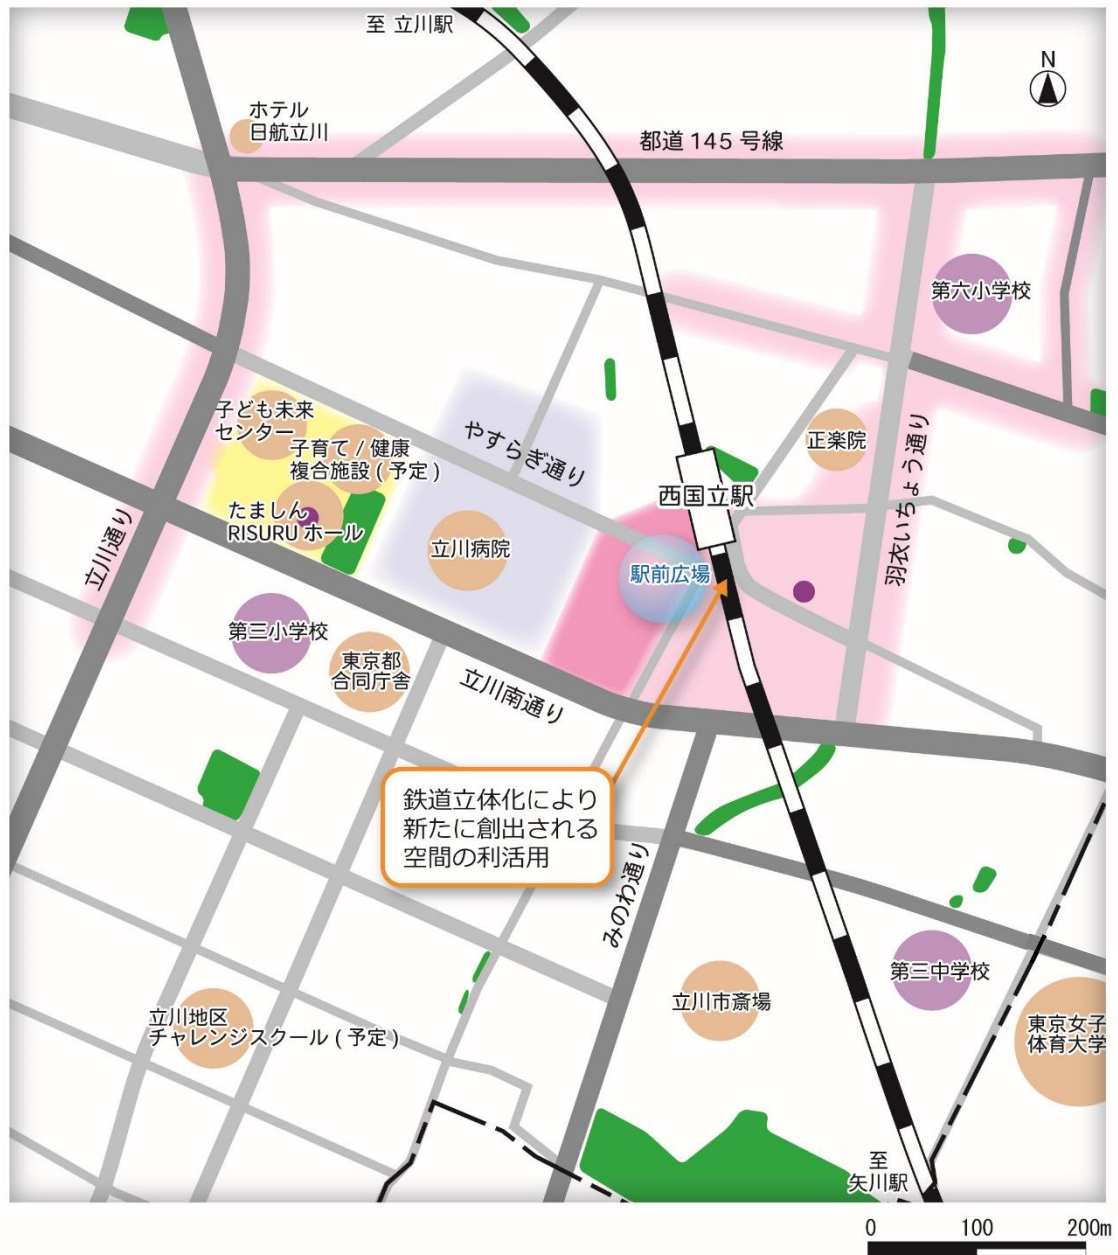 至 立川駅
N
ホテル
日航立川
都道 145 号線
第六小学校
子ども未来
センター
子育て / 健康
複合施設 ( 予定 )
やすらぎ通り
正楽院
西国立駅
羽衣いちょう通り
たましん
RISURU ホール
立川病院
駅前広場
立川通り
第三小学校
東京都
合同庁舎
立川南通り
鉄道立体化により
新たに創出される
空間の利活用
みのわ通り
第三中学校
立川市斎場
立川地区
チャレンジスクール ( 予定 )
東京女子
体育大学
至
矢川駅
0 100 200m